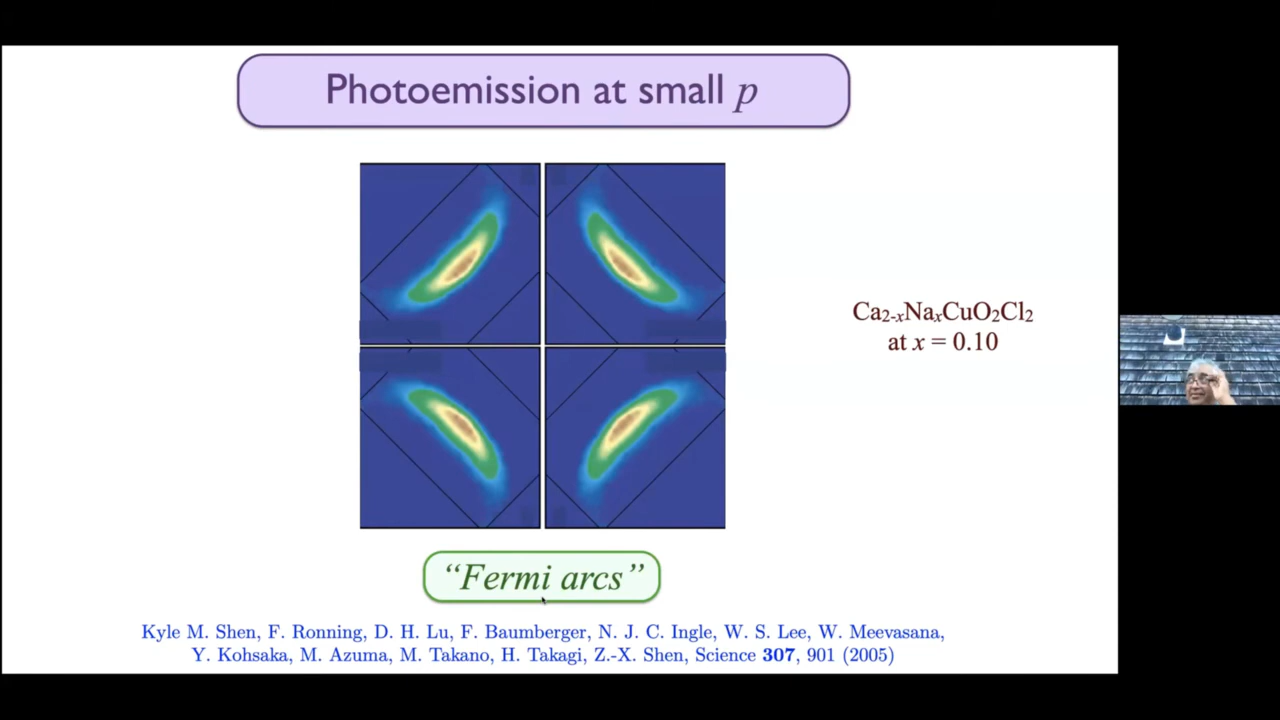 Photoemission at small p
Ca2-xNaxCuO2Cl2
at x = 0.10
“Fermi arcs”
Kyle M. Shen, F. Ronning, D. H. Lu, F. Baumberger, N. J. C. Ingle, W. S. Lee, W. Meevasana,
Y. Kohsaka, M. Azuma, M. Takano, H. Takagi, Z.-X. Shen, Science 307, 901 (2005)